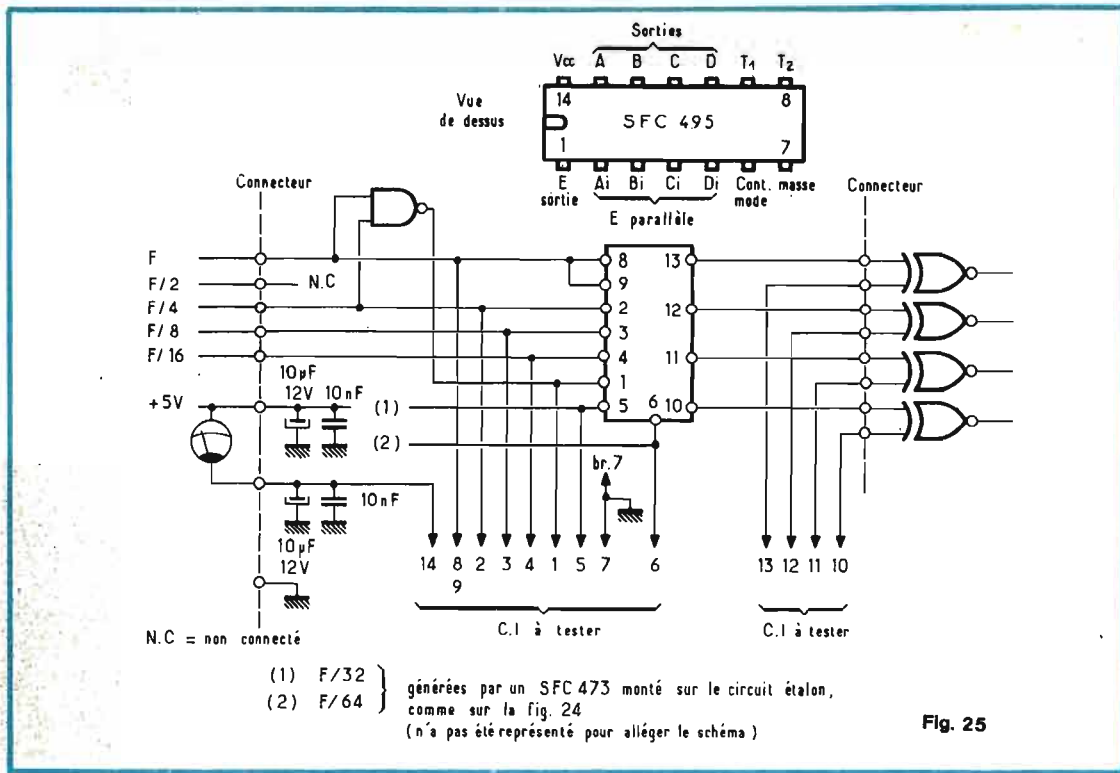 Sorties
Vcc A B C D T1 T2
Vue de dessus
14 8
SFC 495
1 7
E sortie
Ai Bi Ci Di
Cont. mode
masse
E parallèle
Connecteur
Connecteur
F
F/2
N.C
F/4
F/8
F/16
+5V
10µF 12V
10nF
(1)
(2)
8 13
9
2 12
3
4 11
1
5 6 10
br.7
10nF
10µF 12V
14 8 2 3 4 1 5 7 6
9
13 12 11 10
C.I à tester
C.I à tester
N.C = non connecté
(1) F/32
(2) F/64
générées par un SFC 473 monté sur le circuit étalon,
comme sur la fig. 24
(n'a pas été représenté pour alléger le schéma)
Fig. 25